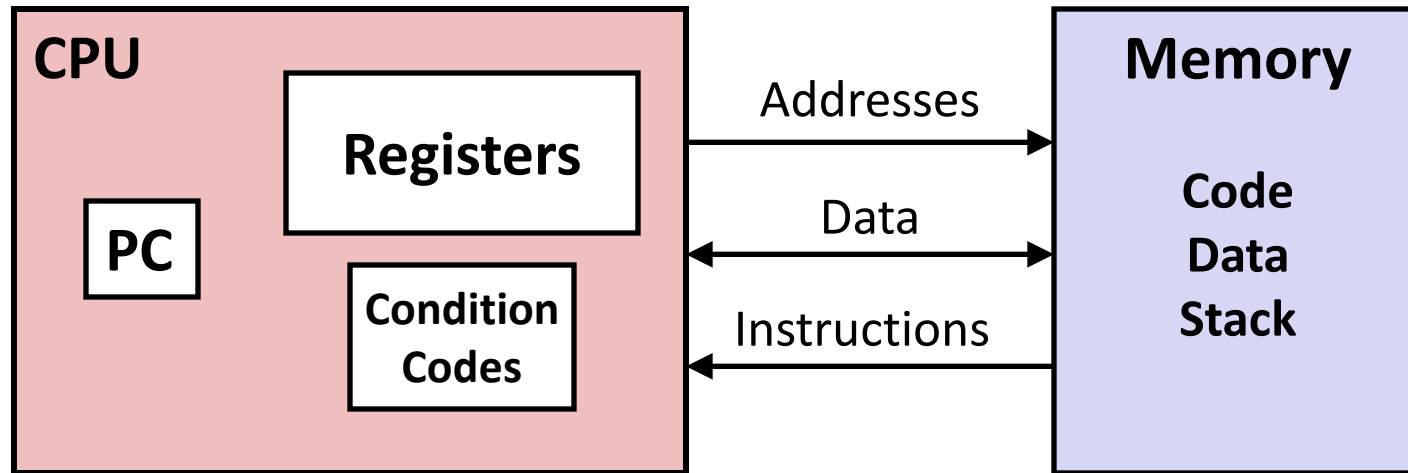 CPU
Registers
PC
Condition
Codes
Addresses
Data
Instructions
Memory
Code
Data
Stack